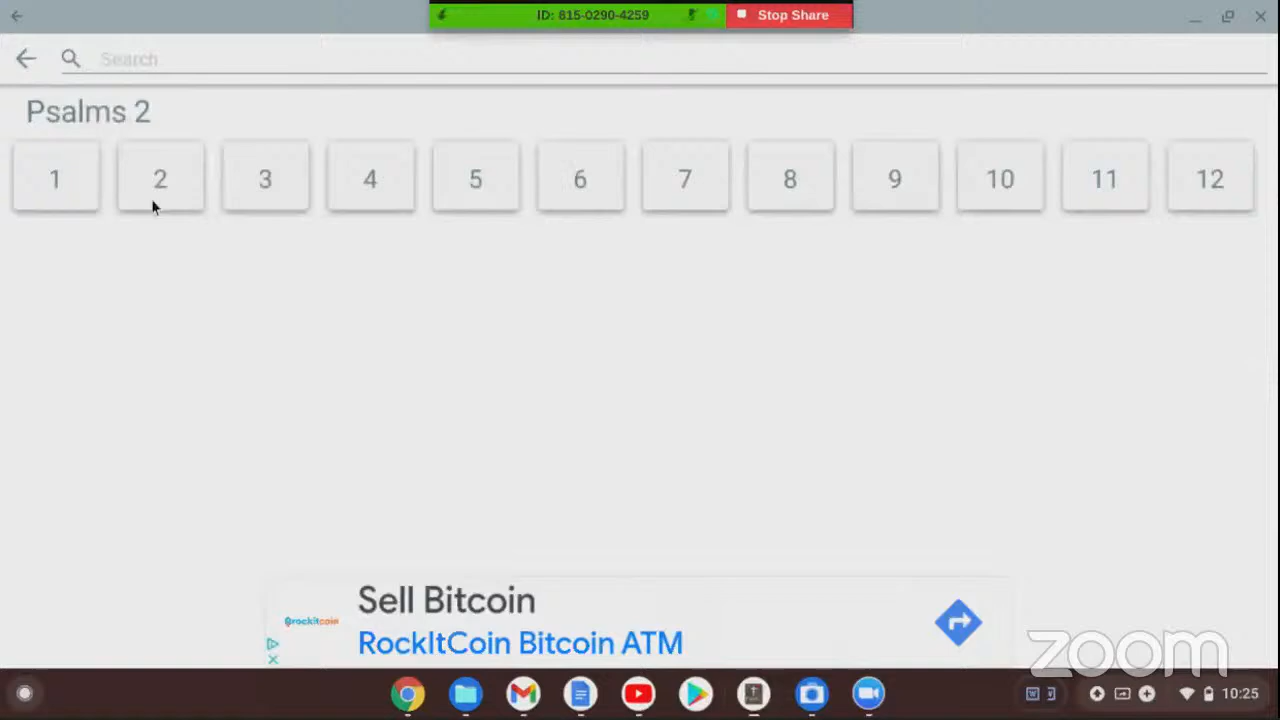 ID: 815-0290-4259
Stop Share
Search
Psalms 2
1 2 3 4 5 6 7 8 9 10 11 12
Sell Bitcoin
rockitcoin
RockItCoin Bitcoin ATM
zoom
10:25